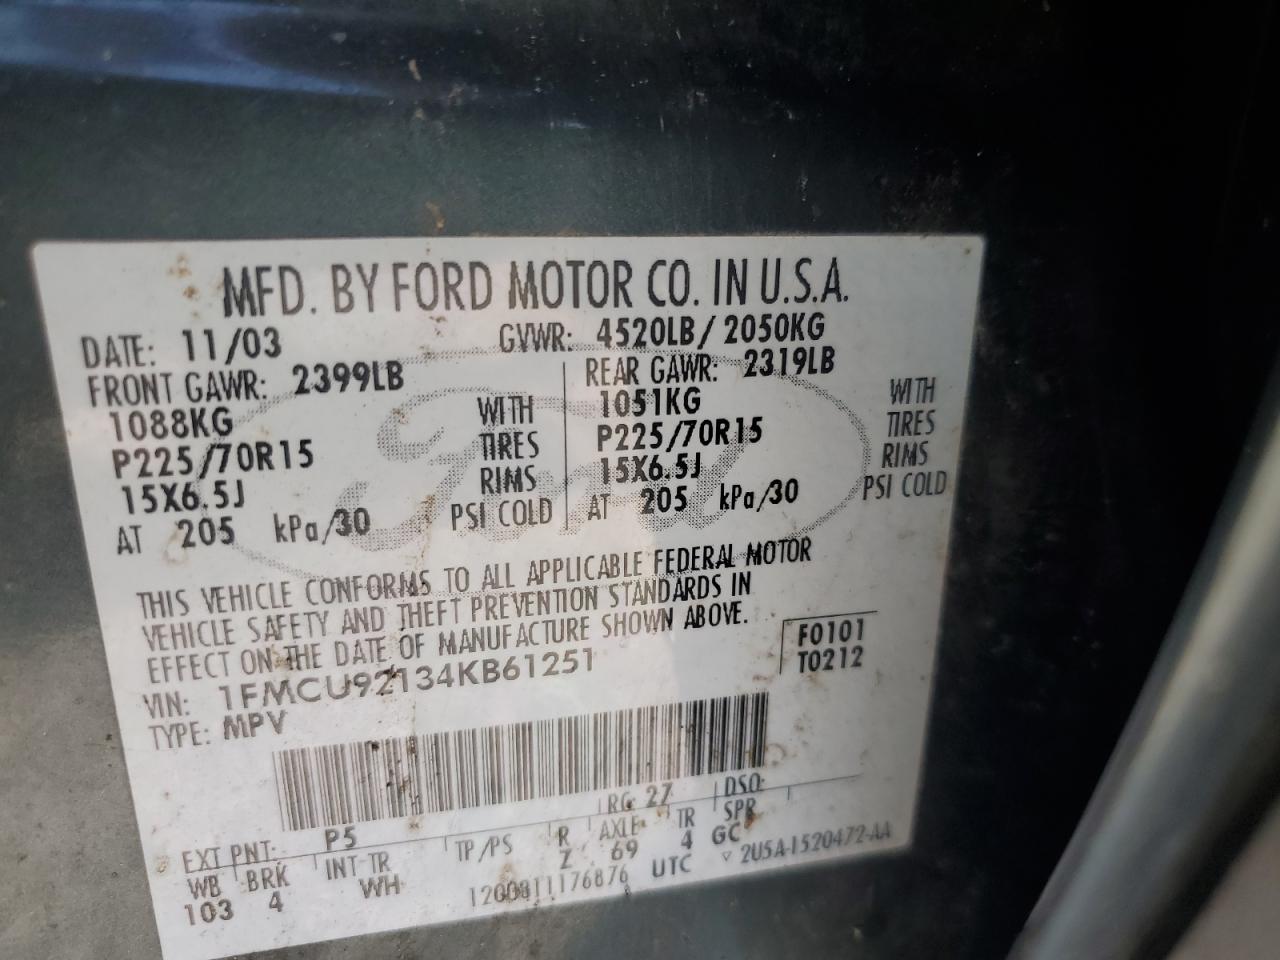 MFD. BY FORD MOTOR CO. IN U.S.A.
DATE: 11/03 GVWR: 4520LB/2050KG
FRONT GAWR: 2399LB REAR GAWR: 2319LB
1088KG WITH 1051KG WITH
P225/70R15 TIRES P225/70R15 TIRES
15X6.5J RIMS 15X6.5J RIMS
AT 205 kPa/30 PSI COLD AT 205 kPa/30 PSI COLD
Ford
THIS VEHICLE CONFORMS TO ALL APPLICABLE FEDERAL MOTOR
VEHICLE SAFETY AND THEFT PREVENTION STANDARDS IN
EFFECT ON THE DATE OF MANUFACTURE SHOWN ABOVE.
F0101
T0212
VIN: 1FMCU92134KB61251
TYPE: MPV
EXT PNT: P5 RC: 27 DSO:
WB BRK INT TR TP/PS R AXLE TR SPR
103 4 WH Z 69 4 GC
1200811176876 UTC ▽ 2U5A-1520472-AA